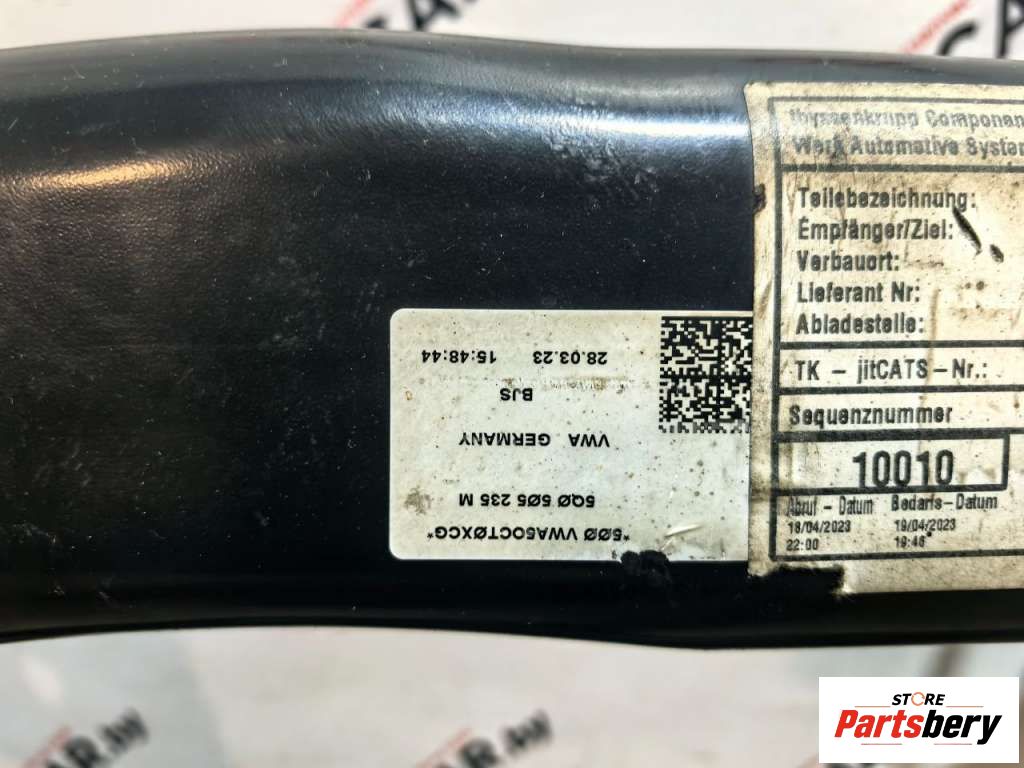 thyssenkrupp Componen
Werk Automotive System
Teilebezeichnung:
Empfänger/Ziel:
Verbauort:
Lieferant Nr:
Abladestelle:
TK - jitCATS-Nr.:
Sequenznummer
10010
Abruf - Datum Bedarfs-Datum
18/04/2023 19/04/2023
22:00 19:46
*5ØØ VWA5OCTØXCG*
5QØ 5Ø5 235 M
VWA GERMANY
BJS
28.03.23 15:48:44
STORE
Partsbery